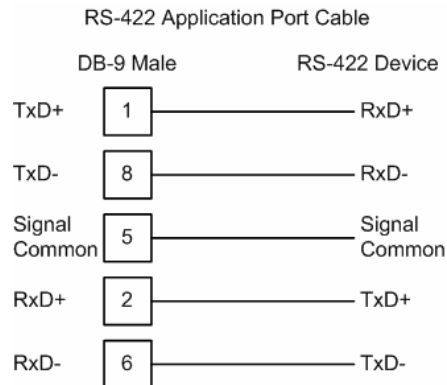 RS-422 Application Port Cable
DB-9 Male RS-422 Device
TxD+ 1 RxD+
TxD- 8 RxD-
Signal Common 5 Signal Common
RxD+ 2 TxD+
RxD- 6 TxD-